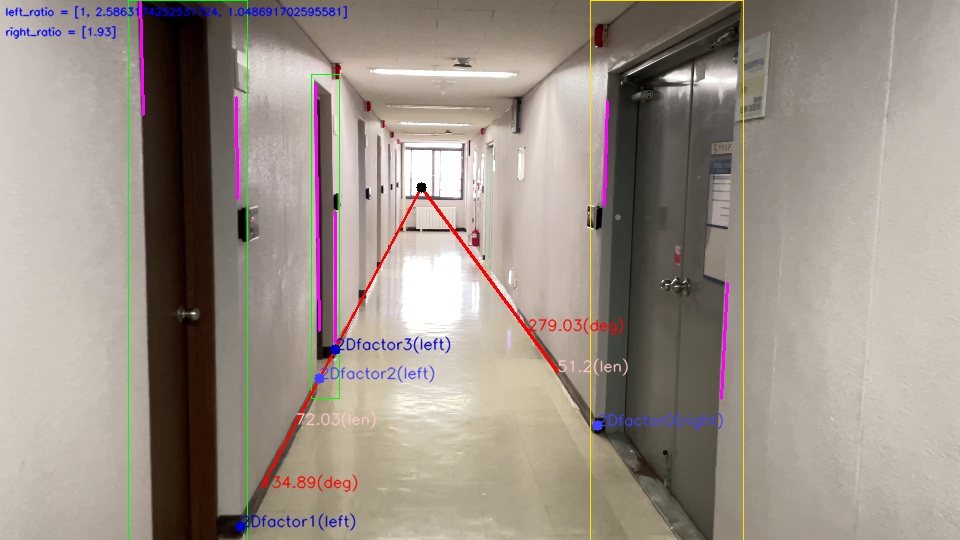 left_ratio = [1, 2.5863174252531724, 1.048691702595581]
right_ratio = [1.93]
279.03(deg)
2Dfactor3(left)
51.2(len)
2Dfactor2(left)
72.03(len)
2Dfactor0(right)
34.89(deg)
2Dfactor1(left)